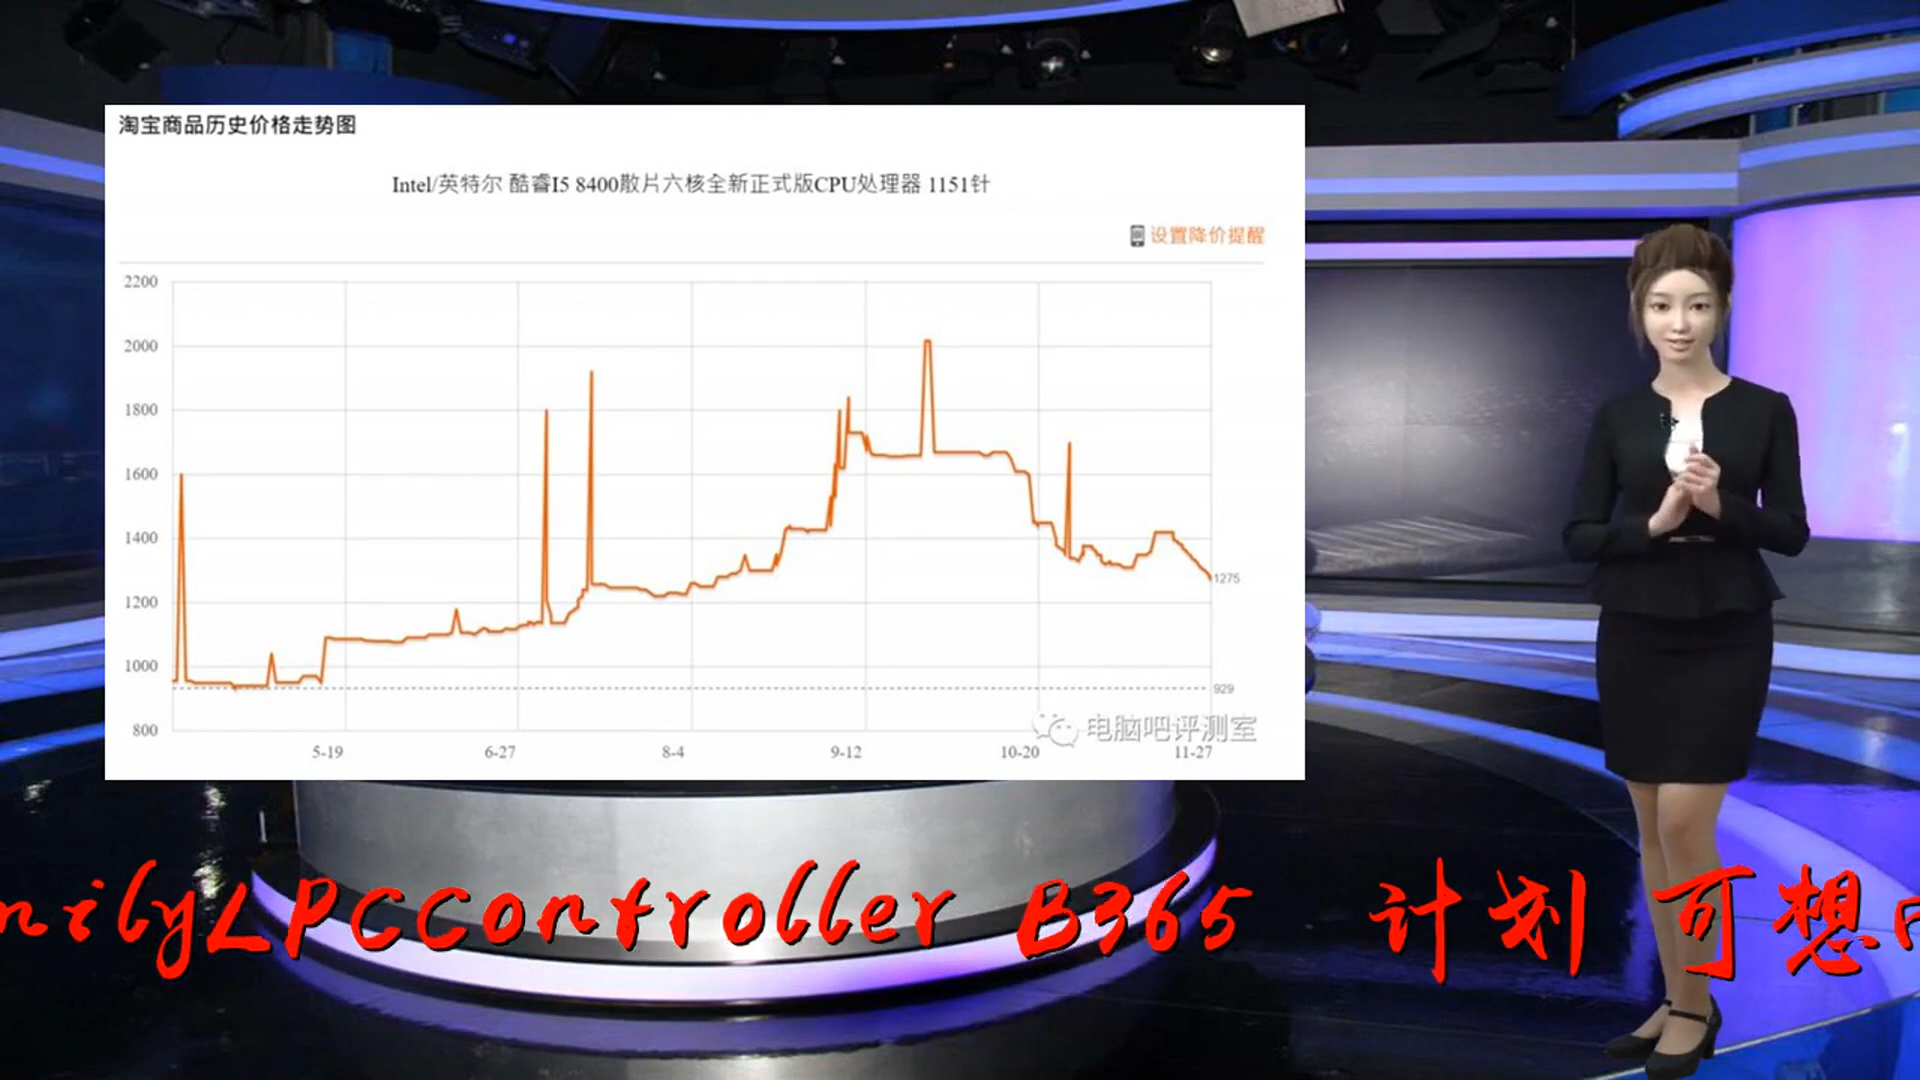 淘宝商品历史价格走势图
Intel/英特尔 酷睿I5 8400散片六核全新正式版CPU处理器 1151针
设置降价提醒
2200
2000
1800
1600
1400
1200
1000
800
1275
929
电脑吧评测室
5-19 6-27 8-4 9-12 10-20 11-27
milyLPCController B365 计划 可想